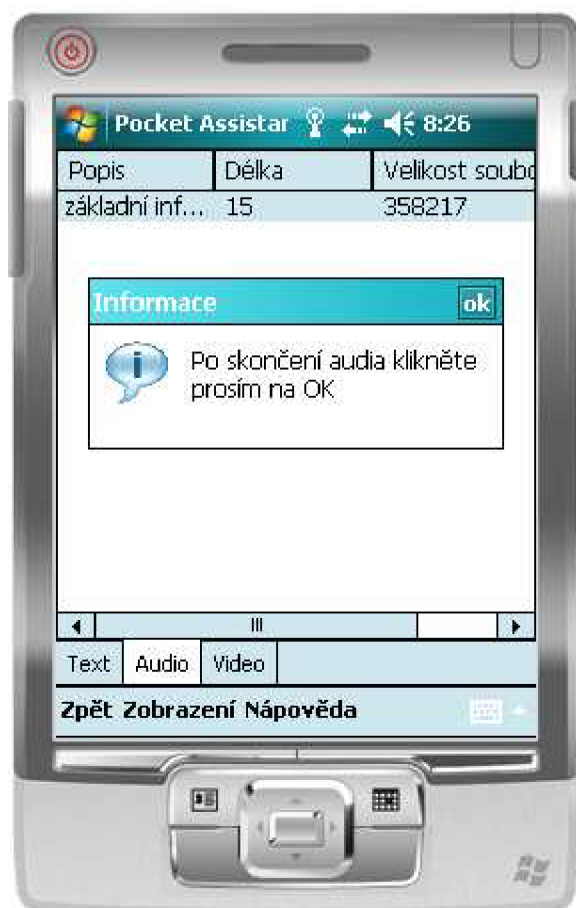 Pocket Assistar 8:26
Popis Délka Velikost soubo
základní inf... 15 358217
Informace ok
Po skončení audia klikněte
prosím na OK
Text Audio Video
Zpět Zobrazení Nápověda